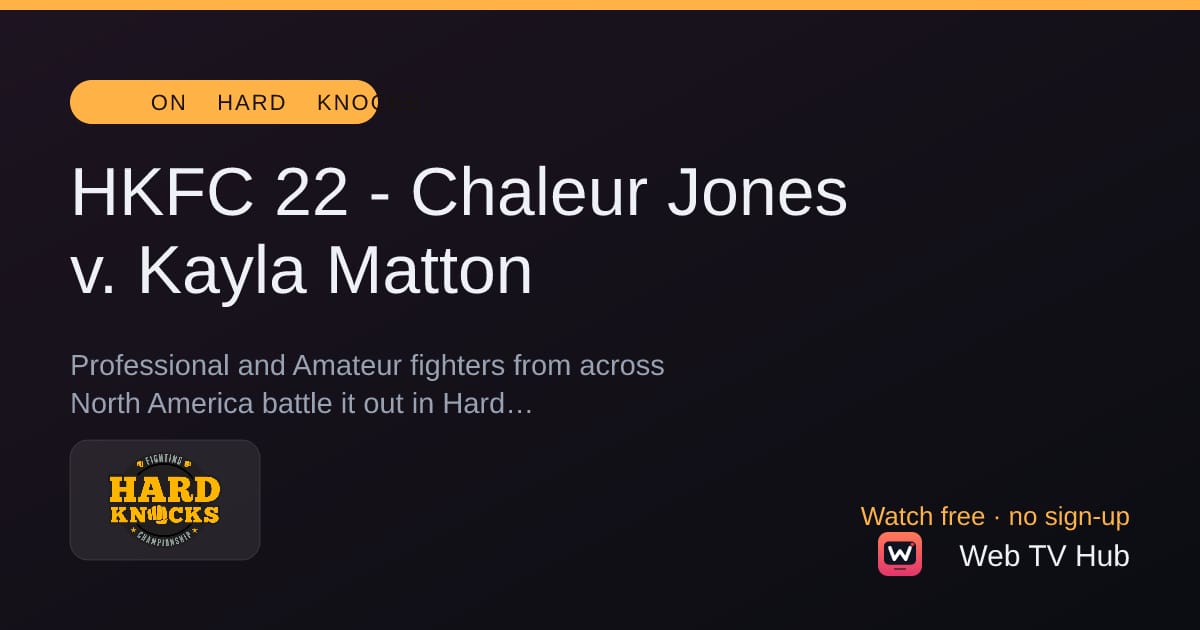 ON HARD KNOC
HKFC 22 - Chaleur Jones
v. Kayla Matton
Professional and Amateur fighters from across
North America battle it out in Hard…
FIGHTING
HARD
KNOCKS
CHAMPIONSHIP
Watch free · no sign-up
W
Web TV Hub